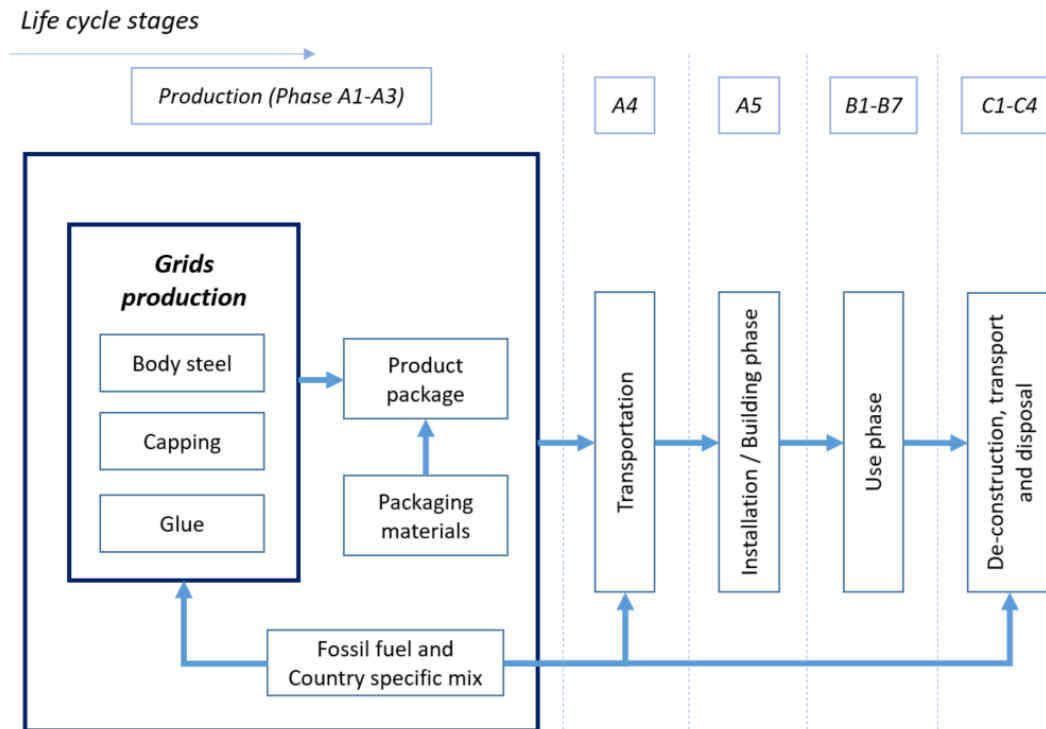 Life cycle stages
Production (Phase A1-A3)
A4
A5
B1-B7
C1-C4
Grids
production
Body steel
Capping
Glue
Product
package
Packaging
materials
Fossil fuel and
Country specific mix
Transportation
Installation / Building phase
Use phase
De-construction, transport
and disposal